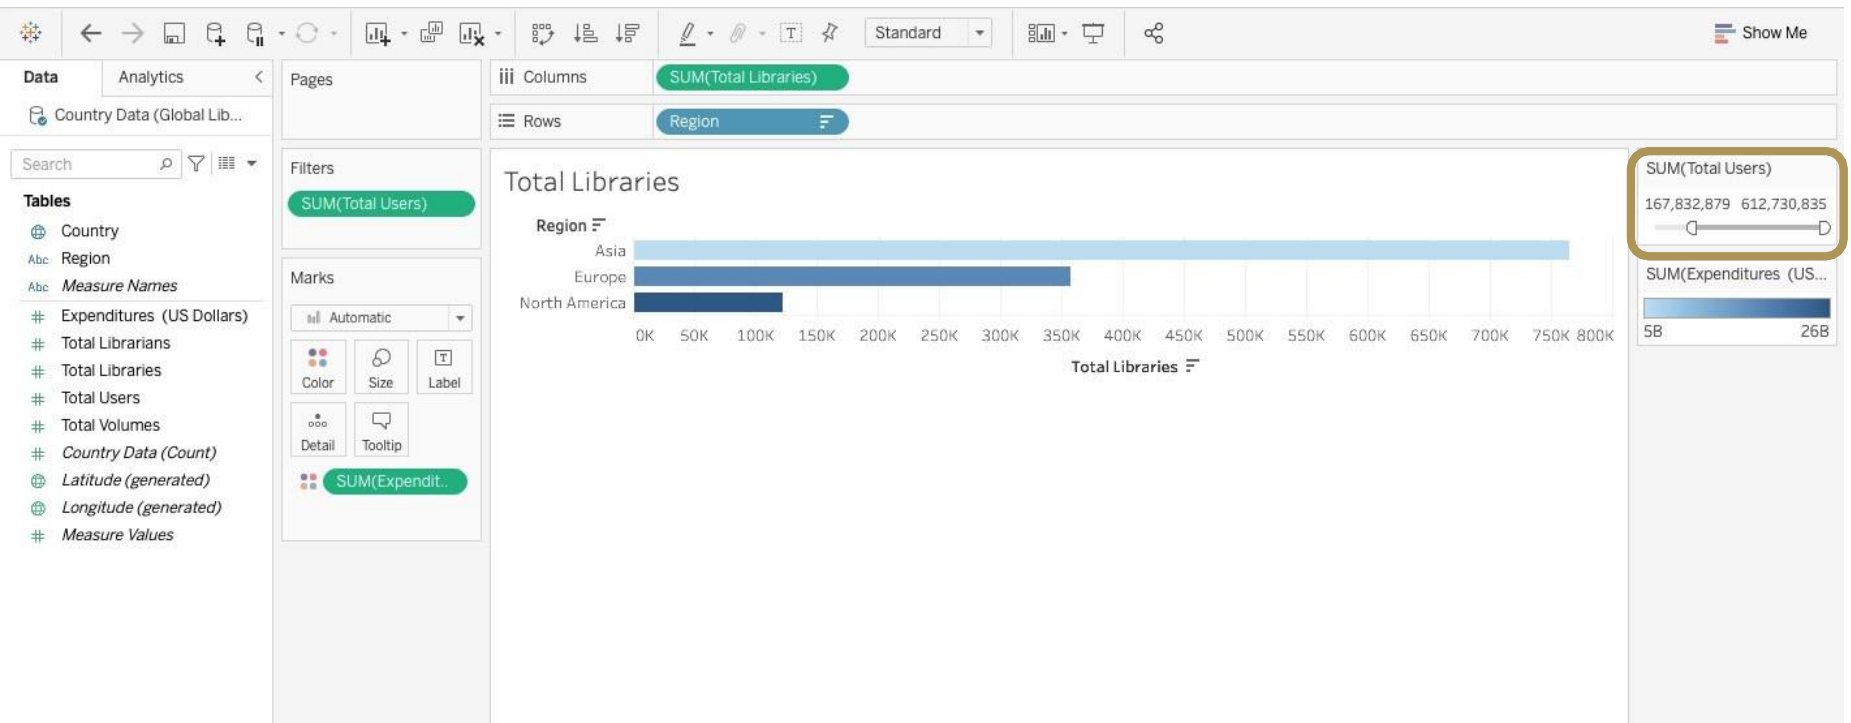 Standard
Show Me
Data
Analytics
Country Data (Global Lib...
Search
Tables
Country
Abc Region
Abc Measure Names
# Expenditures (US Dollars)
# Total Librarians
# Total Libraries
# Total Users
# Total Volumes
# Country Data (Count)
Latitude (generated)
Longitude (generated)
# Measure Values
Pages
Filters
SUM(Total Users)
Marks
Automatic
Color
Size
T
Label
Detail
Tooltip
SUM(Expendit..
Columns
SUM(Total Libraries)
Rows
Region
Total Libraries
Region
Asia
Europe
North America
0K 50K 100K 150K 200K 250K 300K 350K 400K 450K 500K 550K 600K 650K 700K 750K 800K
Total Libraries
SUM(Total Users)
167,832,879 612,730,835
SUM(Expenditures (US...
5B 26B